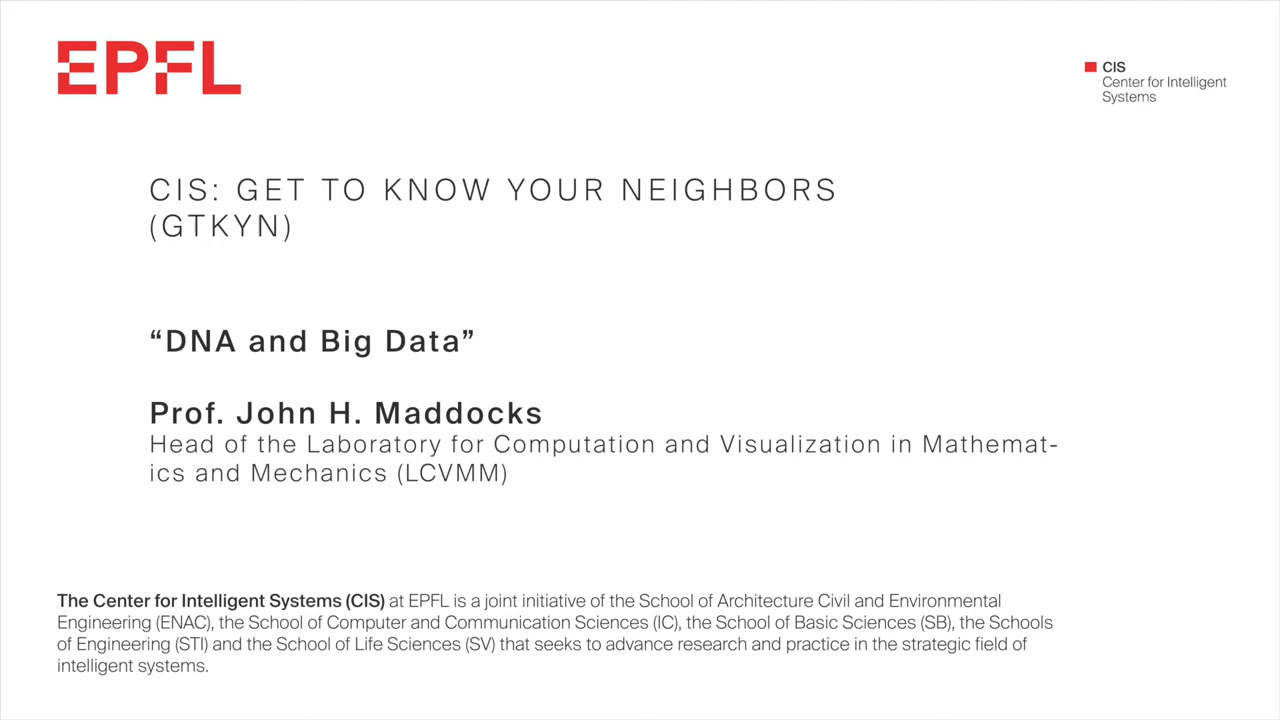 EPFL
CIS
Center for Intelligent
Systems
CIS: GET TO KNOW YOUR NEIGHBORS
(GTKYN)
“DNA and Big Data”
Prof. John H. Maddocks
Head of the Laboratory for Computation and Visualization in Mathemat-
ics and Mechanics (LCVMM)
The Center for Intelligent Systems (CIS) at EPFL is a joint initiative of the School of Architecture Civil and Environmental
Engineering (ENAC), the School of Computer and Communication Sciences (IC), the School of Basic Sciences (SB), the Schools
of Engineering (STI) and the School of Life Sciences (SV) that seeks to advance research and practice in the strategic field of
intelligent systems.